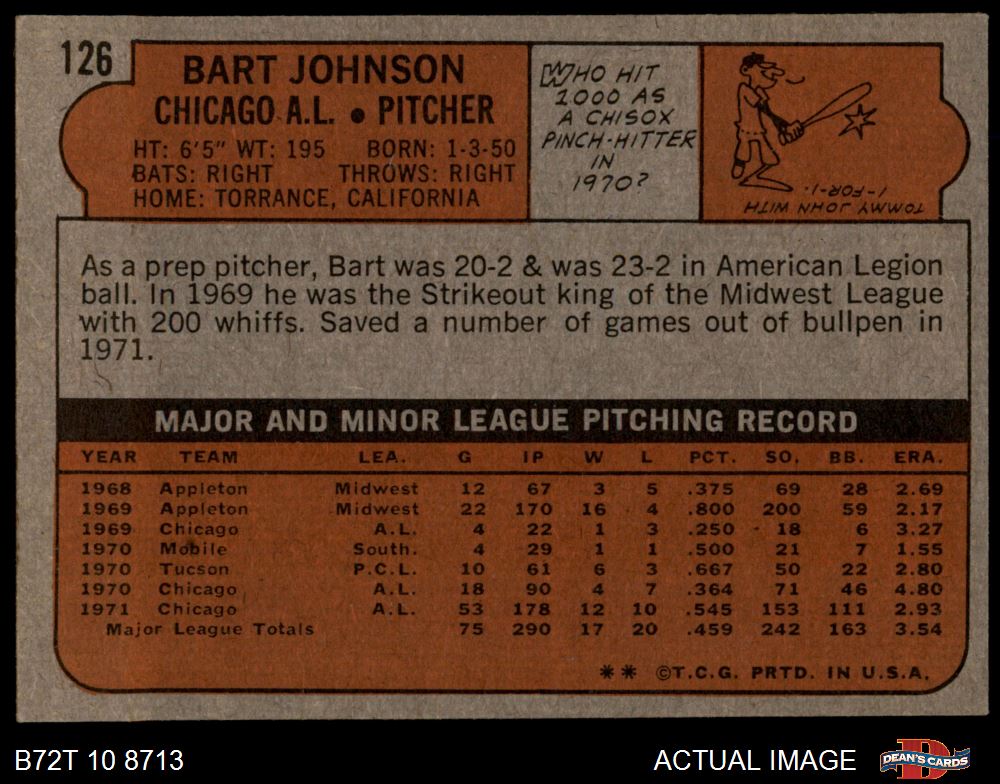 126
BART JOHNSON
CHICAGO A.L. • PITCHER
HT: 6'5" WT: 195 BORN: 1-3-50
BATS: RIGHT THROWS: RIGHT
HOME: TORRANCE, CALIFORNIA
WHO HIT
1.000 AS
A CHISOX
PINCH-HITTER
IN
1970?
TOMMY JOHN WITH
1-FOR-1.
As a prep pitcher, Bart was 20-2 & was 23-2 in American Legion
ball. In 1969 he was the Strikeout king of the Midwest League
with 200 whiffs. Saved a number of games out of bullpen in
1971.
MAJOR AND MINOR LEAGUE PITCHING RECORD
YEAR TEAM LEA. G IP W L PCT. SO. BB. ERA.
1968 Appleton Midwest 12 67 3 5 .375 69 28 2.69
1969 Appleton Midwest 22 170 16 4 .800 200 59 2.17
1969 Chicago A.L. 4 22 1 3 .250 18 6 3.27
1970 Mobile South. 4 29 1 1 .500 21 7 1.55
1970 Tucson P.C.L. 10 61 6 3 .667 50 22 2.80
1970 Chicago A.L. 18 90 4 7 .364 71 46 4.80
1971 Chicago A.L. 53 178 12 10 .545 153 111 2.93
Major League Totals 75 290 17 20 .459 242 163 3.54
** ©T.C.G. PRTD. IN U.S.A.
B72T 10 8713
ACTUAL IMAGE
D
DEAN'S CARDS